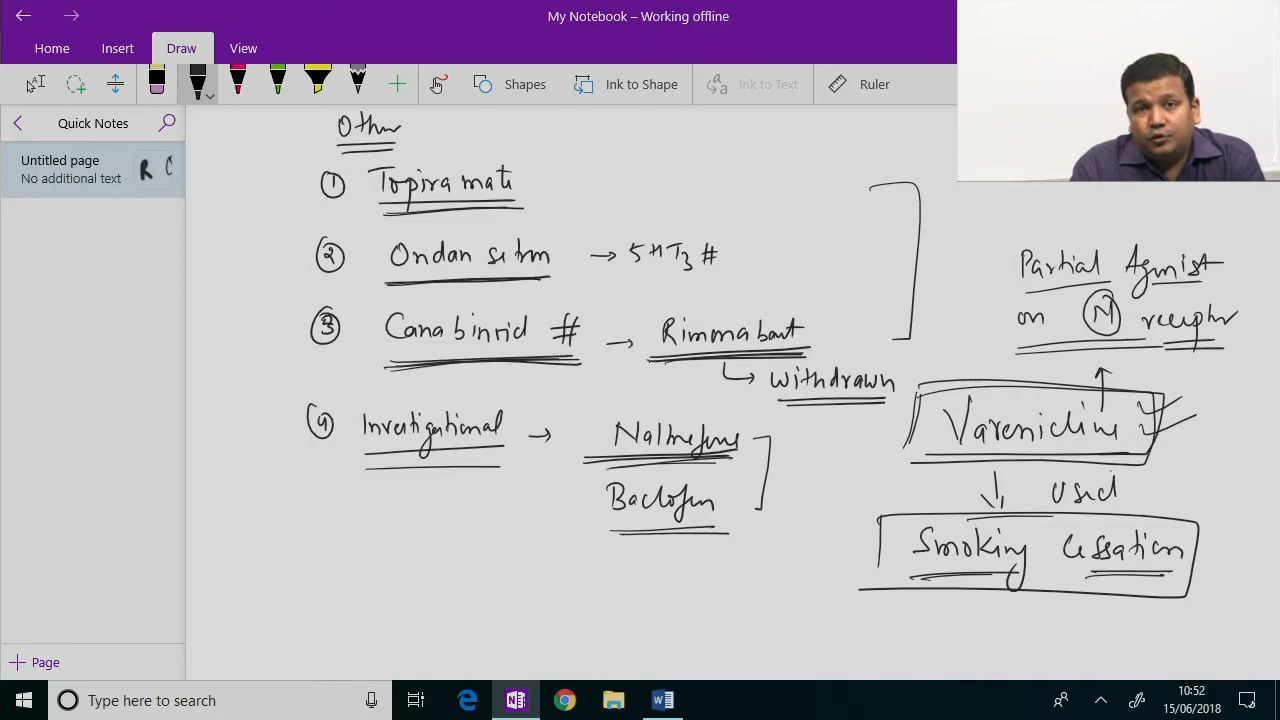 My Notebook – Working offline
Home Insert Draw View
Shapes Ink to Shape Ink to Text Ruler
Quick Notes
Untitled page
No additional text
R C
Other
① Topiramate
② Ondansetron → 5HT3 #
③ Canabinoid # → Rimonabant
↳ Withdrawn
④ Investigational → Nalmefene
Baclofen
Partial Agonist
on N receptor
↑
Varenicline
↓ Used
Smoking Cessation
+ Page
Type here to search
10:52
15/06/2018